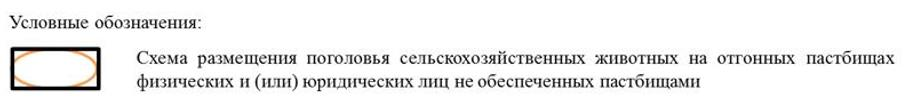 Условные обозначения:
Схема размещения поголовья сельскохозяйственных животных на отгонных пастбищах
физических и (или) юридических лиц не обеспеченных пастбищами